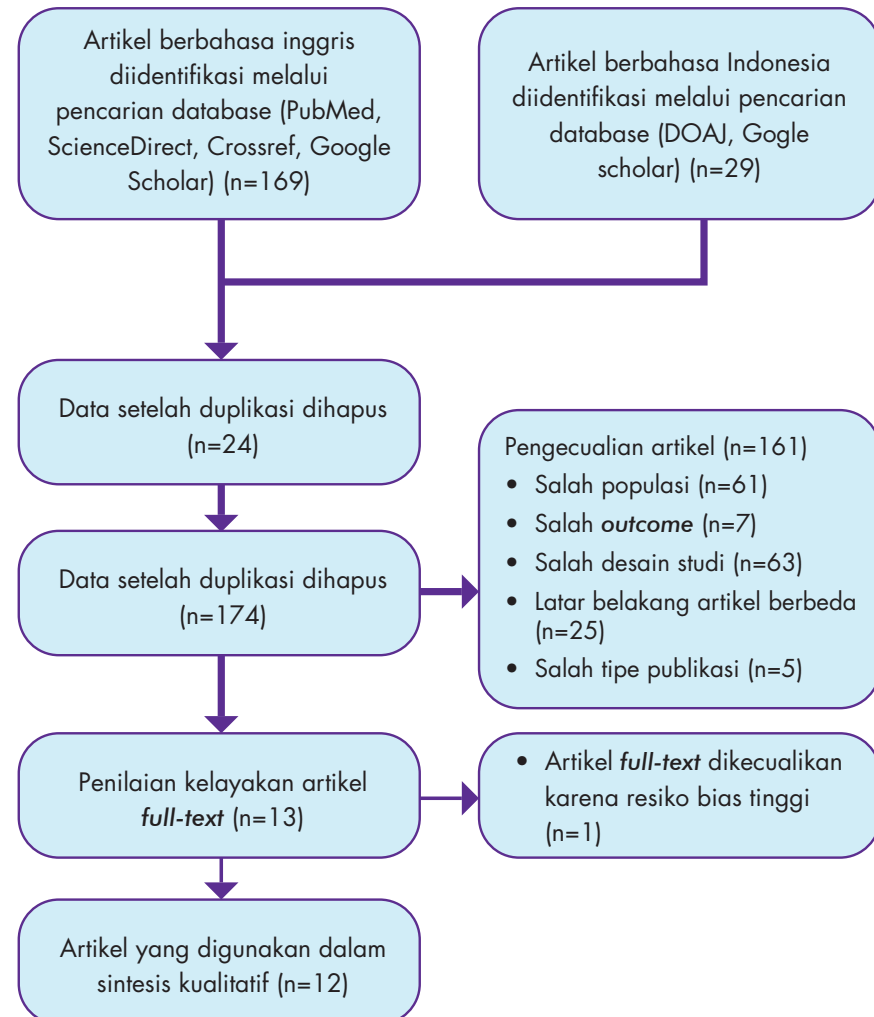 Artikel berbahasa inggris
diidentifikasi melalui
pencarian database (PubMed,
ScienceDirect, Crossref, Google
Scholar) (n=169)
Artikel berbahasa Indonesia
diidentifikasi melalui pencarian
database (DOAJ, Gogle
scholar) (n=29)
Data setelah duplikasi dihapus
(n=24)
Data setelah duplikasi dihapus
(n=174)
Pengecualian artikel (n=161)
• Salah populasi (n=61)
• Salah outcome (n=7)
• Salah desain studi (n=63)
• Latar belakang artikel berbeda
(n=25)
• Salah tipe publikasi (n=5)
Penilaian kelayakan artikel
full-text (n=13)
• Artikel full-text dikecualikan
karena resiko bias tinggi
(n=1)
Artikel yang digunakan dalam
sintesis kualitatif (n=12)